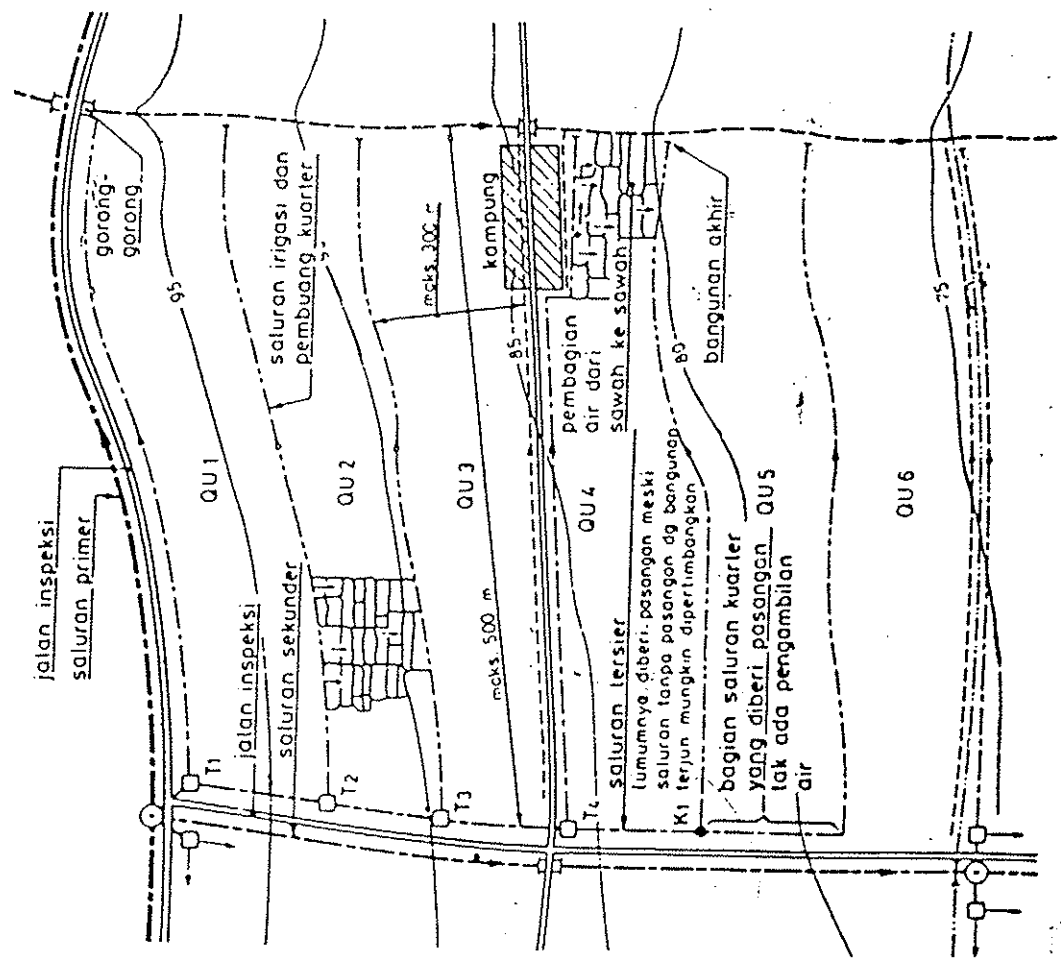 jalan inspeksi
saluran primer
gorong-
gorong
95
QU 1
saluran irigasi dan
pembuang kuarter
jalan inspeksi
saluran sekunder
T1
QU 2
T2
maks. 300 m
kampung
T3
QU 3
maks. 500 m
85
QU 4
T4
pembagian
air dari
sawah ke sawah
saluran tersier
(umumnya diberi pasangan meski
saluran tanpa pasangan dg bangunan
terjun mungkin dipertimbangkan
80
bangunan akhir
K1
bagian saluran kuarter
yang diberi pasangan
tak ada pengambilan
air
QU 5
QU 6
75